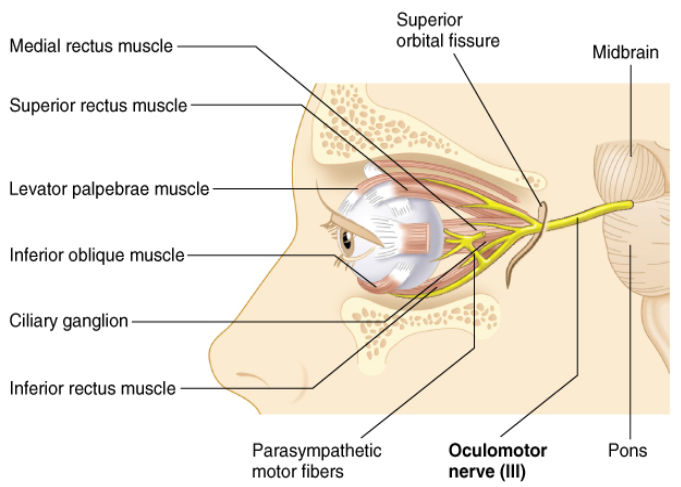 Superior
orbital fissure
Midbrain
Medial rectus muscle
Superior rectus muscle
Levator palpebrae muscle
Inferior oblique muscle
Ciliary ganglion
Inferior rectus muscle
Parasympathetic
motor fibers
Oculomotor
nerve (III)
Pons